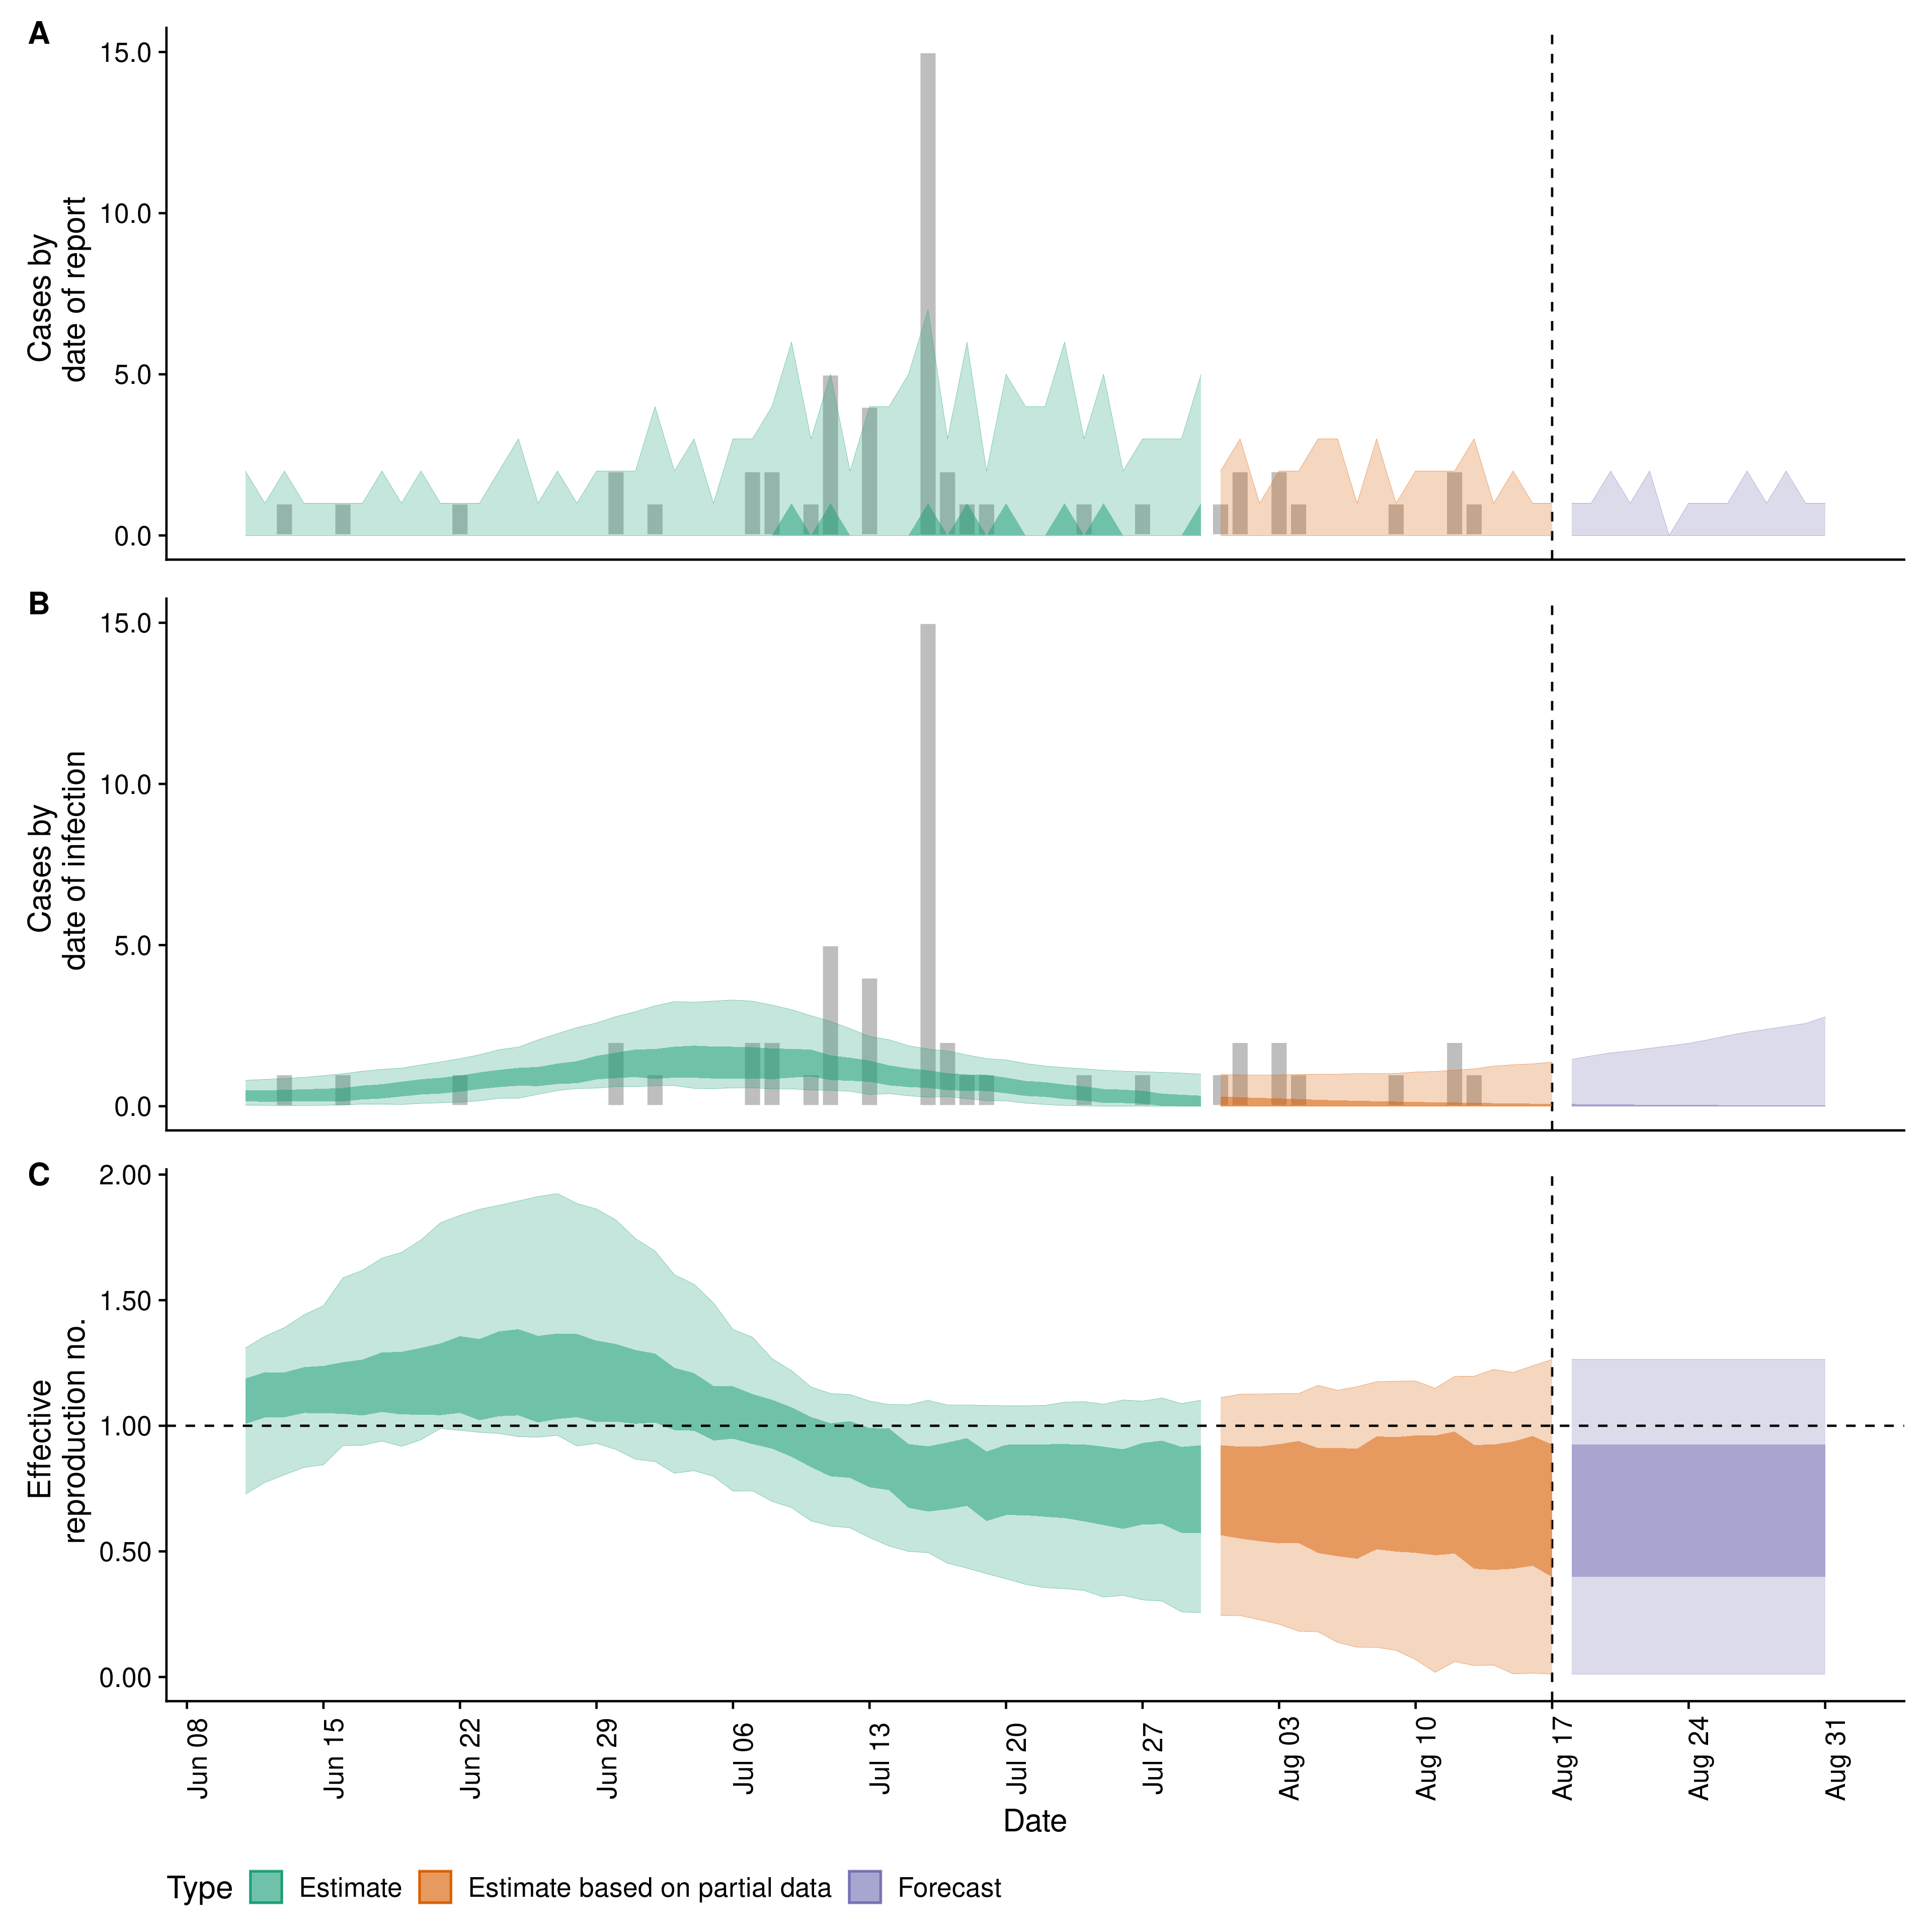 A
Cases by
date of report
15.0
10.0
5.0
0.0
B
Cases by
date of infection
15.0
10.0
5.0
0.0
C
Effective
reproduction no.
2.00
1.50
1.00
0.50
0.00
Jun 08
Jun 15
Jun 22
Jun 29
Jul 06
Jul 13
Jul 20
Jul 27
Aug 03
Aug 10
Aug 17
Aug 24
Aug 31
Date
Type Estimate Estimate based on partial data Forecast